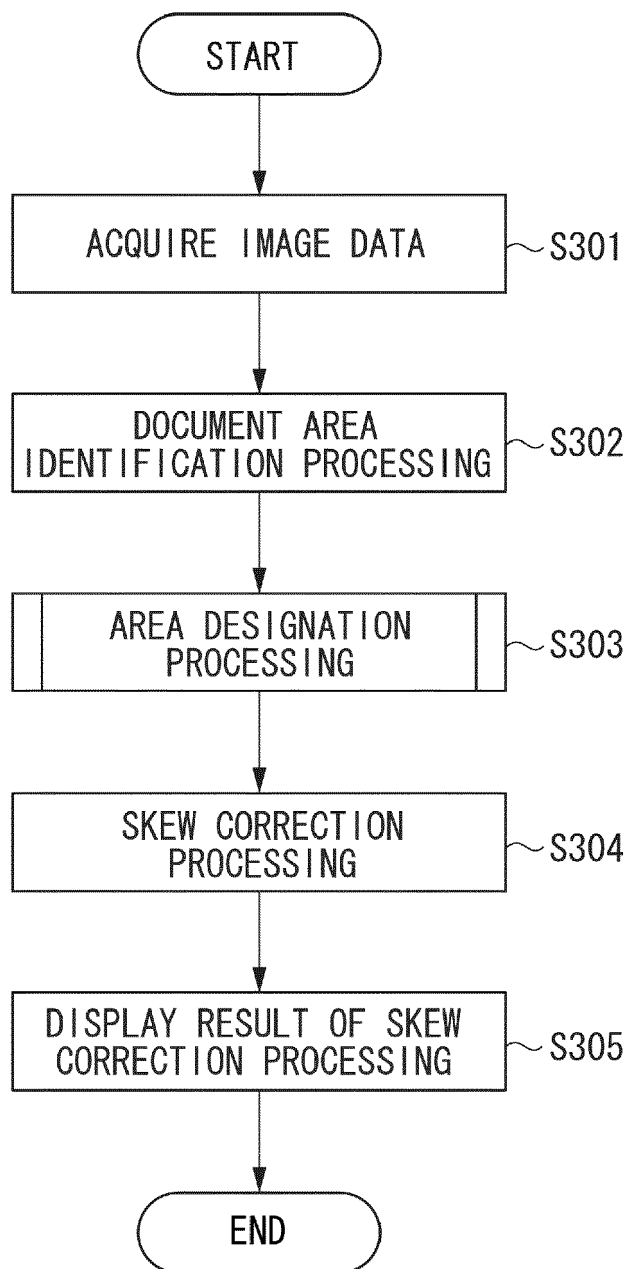 START
ACQUIRE IMAGE DATA
S301
DOCUMENT AREA
IDENTIFICATION PROCESSING
S302
AREA DESIGNATION
PROCESSING
S303
SKEW CORRECTION
PROCESSING
S304
DISPLAY RESULT OF SKEW
CORRECTION PROCESSING
S305
END